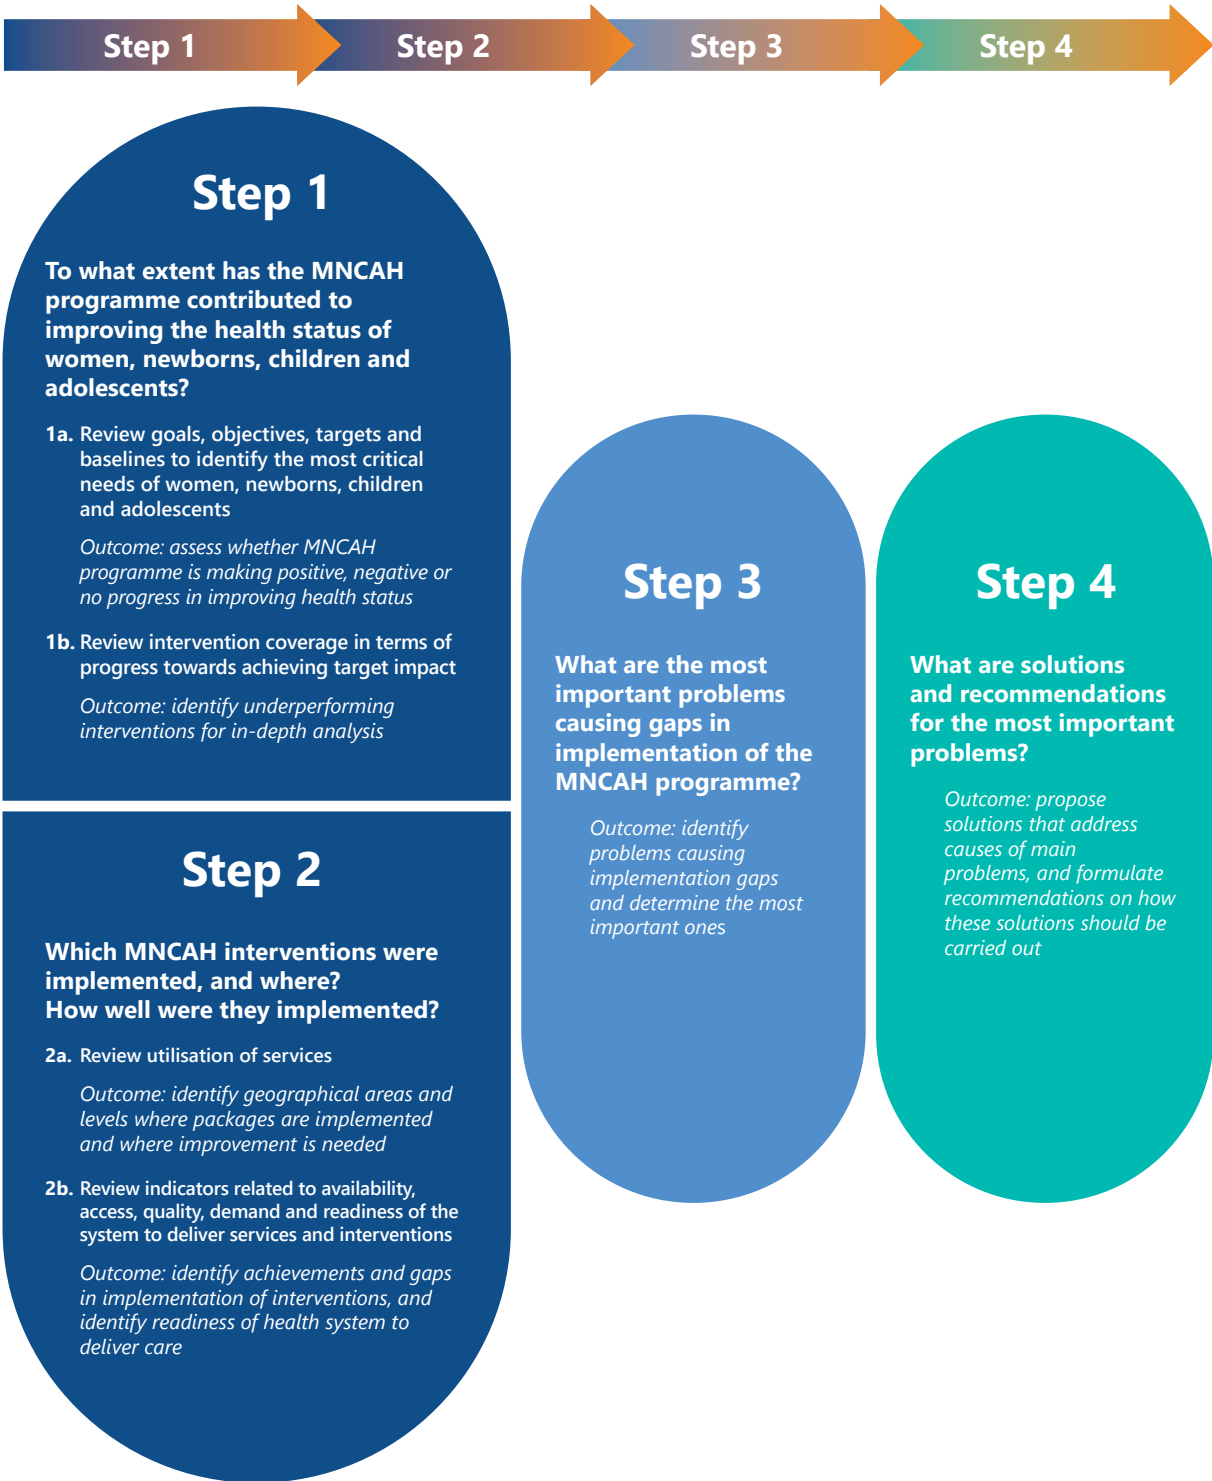 Step 1
Step 2
Step 3
Step 4
Step 1
To what extent has the MNCAH
programme contributed to
improving the health status of
women, newborns, children and
adolescents?
1a. Review goals, objectives, targets and
baselines to identify the most critical
needs of women, newborns, children
and adolescents
Outcome: assess whether MNCAH
programme is making positive, negative or
no progress in improving health status
1b. Review intervention coverage in terms of
progress towards achieving target impact
Outcome: identify underperforming
interventions for in-depth analysis
Step 2
Which MNCAH interventions were
implemented, and where?
How well were they implemented?
2a. Review utilisation of services
Outcome: identify geographical areas and
levels where packages are implemented
and where improvement is needed
2b. Review indicators related to availability,
access, quality, demand and readiness of the
system to deliver services and interventions
Outcome: identify achievements and gaps
in implementation of interventions, and
identify readiness of health system to
deliver care
Step 3
What are the most
important problems
causing gaps in
implementation of the
MNCAH programme?
Outcome: identify
problems causing
implementation gaps
and determine the most
important ones
Step 4
What are solutions
and recommendations
for the most important
problems?
Outcome: propose
solutions that address
causes of main
problems, and formulate
recommendations on how
these solutions should be
carried out